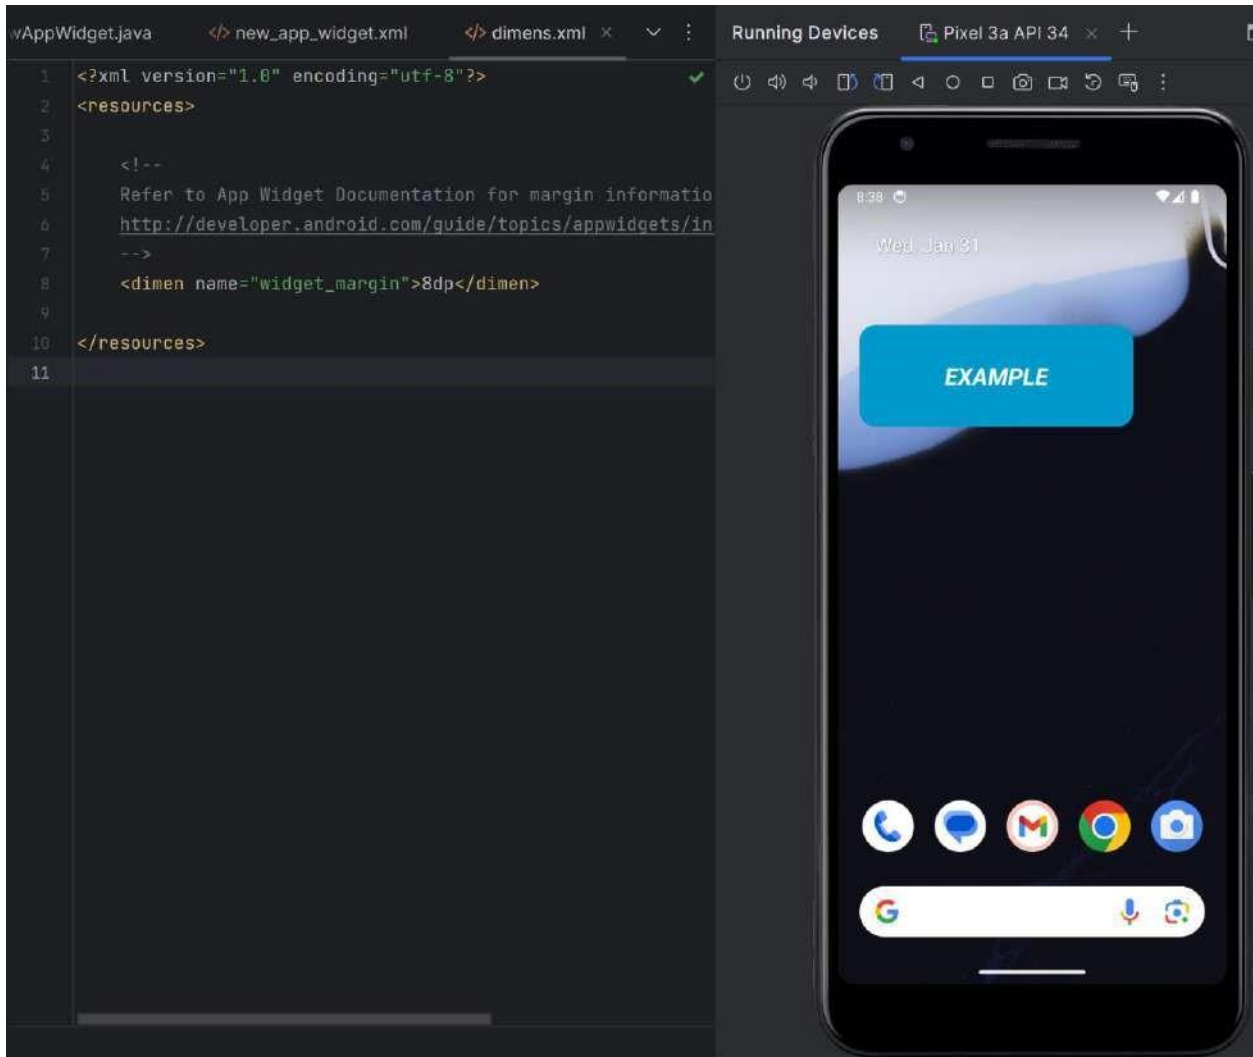 wAppWidget.java </> new_app_widget.xml </> dimens.xml
1 <?xml version="1.0" encoding="utf-8"?>
2 <resources>
3
4 <!--
5 Refer to App Widget Documentation for margin informatio
6 http://developer.android.com/guide/topics/appwidgets/in
7 -->
8 <dimen name="widget_margin">8dp</dimen>
9
10 </resources>
11
Running Devices Pixel 3a API 34
8:38
Wed, Jan 31
EXAMPLE